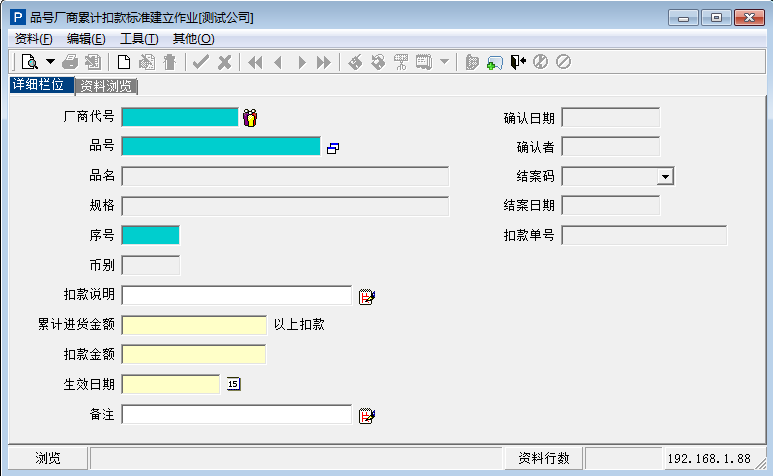 P 品号厂商累计扣款标准建立作业[测试公司]
资料(F) 编辑(E) 工具(T) 其他(O)
详细栏位 资料浏览
厂商代号
品号
品名
规格
序号
币别
扣款说明
累计进货金额 以上扣款
扣款金额
生效日期 15
备注
确认日期
确认者
结案码
结案日期
扣款单号
浏览 资料行数 192.168.1.88